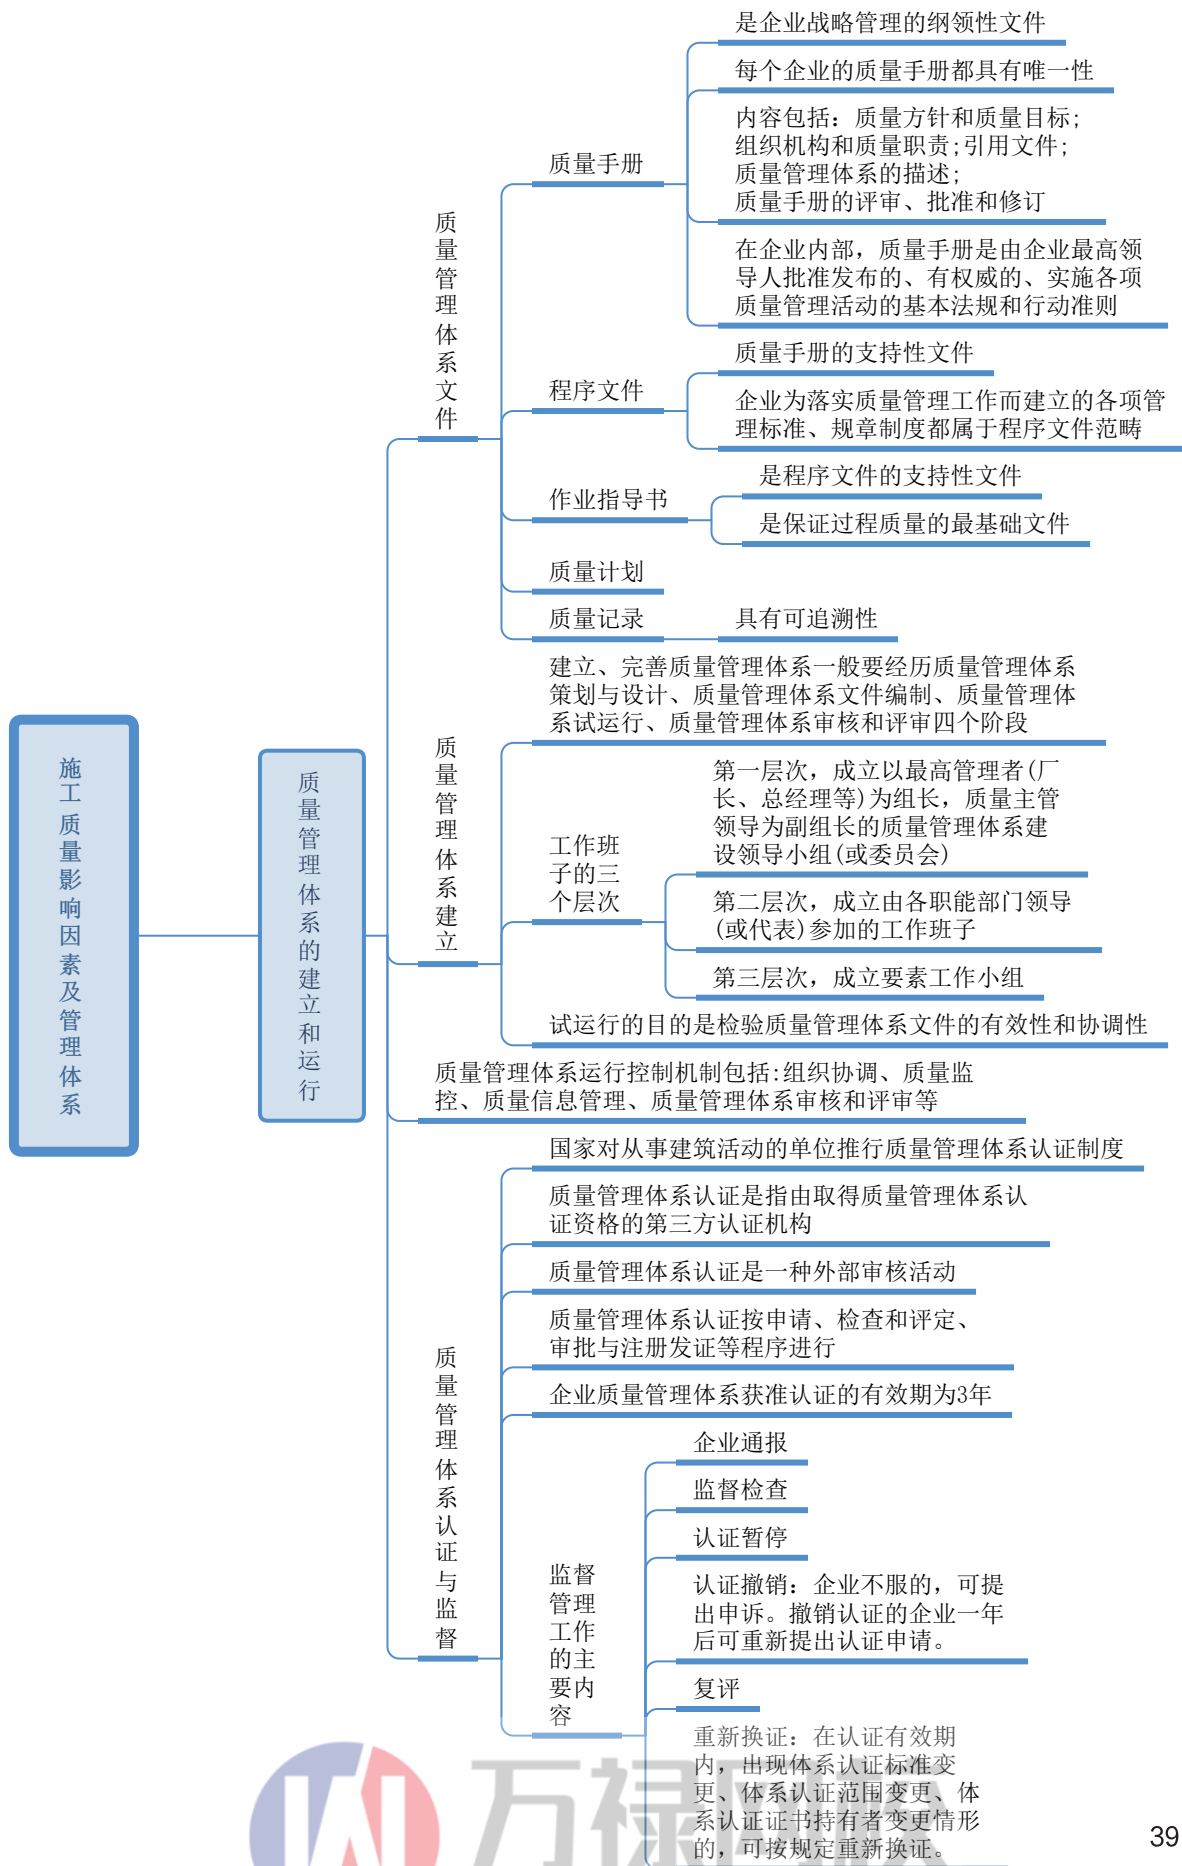 施工质量影响因素及管理体系
质量管理体系的建立和运行
质量管理体系文件
质量手册
是企业战略管理的纲领性文件
每个企业的质量手册都具有唯一性
内容包括：质量方针和质量目标;
组织机构和质量职责;引用文件;
质量管理体系的描述;
质量手册的评审、批准和修订
在企业内部，质量手册是由企业最高领
导人批准发布的、有权威的、实施各项
质量管理活动的基本法规和行动准则
程序文件
质量手册的支持性文件
企业为落实质量管理工作而建立的各项管
理标准、规章制度都属于程序文件范畴
作业指导书
是程序文件的支持性文件
是保证过程质量的最基础文件
质量计划
质量记录
具有可追溯性
质量管理体系建立
建立、完善质量管理体系一般要经历质量管理体系
策划与设计、质量管理体系文件编制、质量管理体
系试运行、质量管理体系审核和评审四个阶段
工作班
子的三
个层次
第一层次，成立以最高管理者(厂
长、总经理等)为组长，质量主管
领导为副组长的质量管理体系建
设领导小组(或委员会)
第二层次，成立由各职能部门领导
(或代表)参加的工作班子
第三层次，成立要素工作小组
试运行的目的是检验质量管理体系文件的有效性和协调性
质量管理体系运行控制机制包括:组织协调、质量监
控、质量信息管理、质量管理体系审核和评审等
质量管理体系认证与监督
国家对从事建筑活动的单位推行质量管理体系认证制度
质量管理体系认证是指由取得质量管理体系认
证资格的第三方认证机构
质量管理体系认证是一种外部审核活动
质量管理体系认证按申请、检查和评定、
审批与注册发证等程序进行
企业质量管理体系获准认证的有效期为3年
监督
管理
工作
的主
要内
容
企业通报
监督检查
认证暂停
认证撤销：企业不服的，可提
出申诉。撤销认证的企业一年
后可重新提出认证申请。
复评
重新换证：在认证有效期
内，出现体系认证标准变
更、体系认证范围变更、体
系认证证书持有者变更情形
的，可按规定重新换证。
万禄网校
39